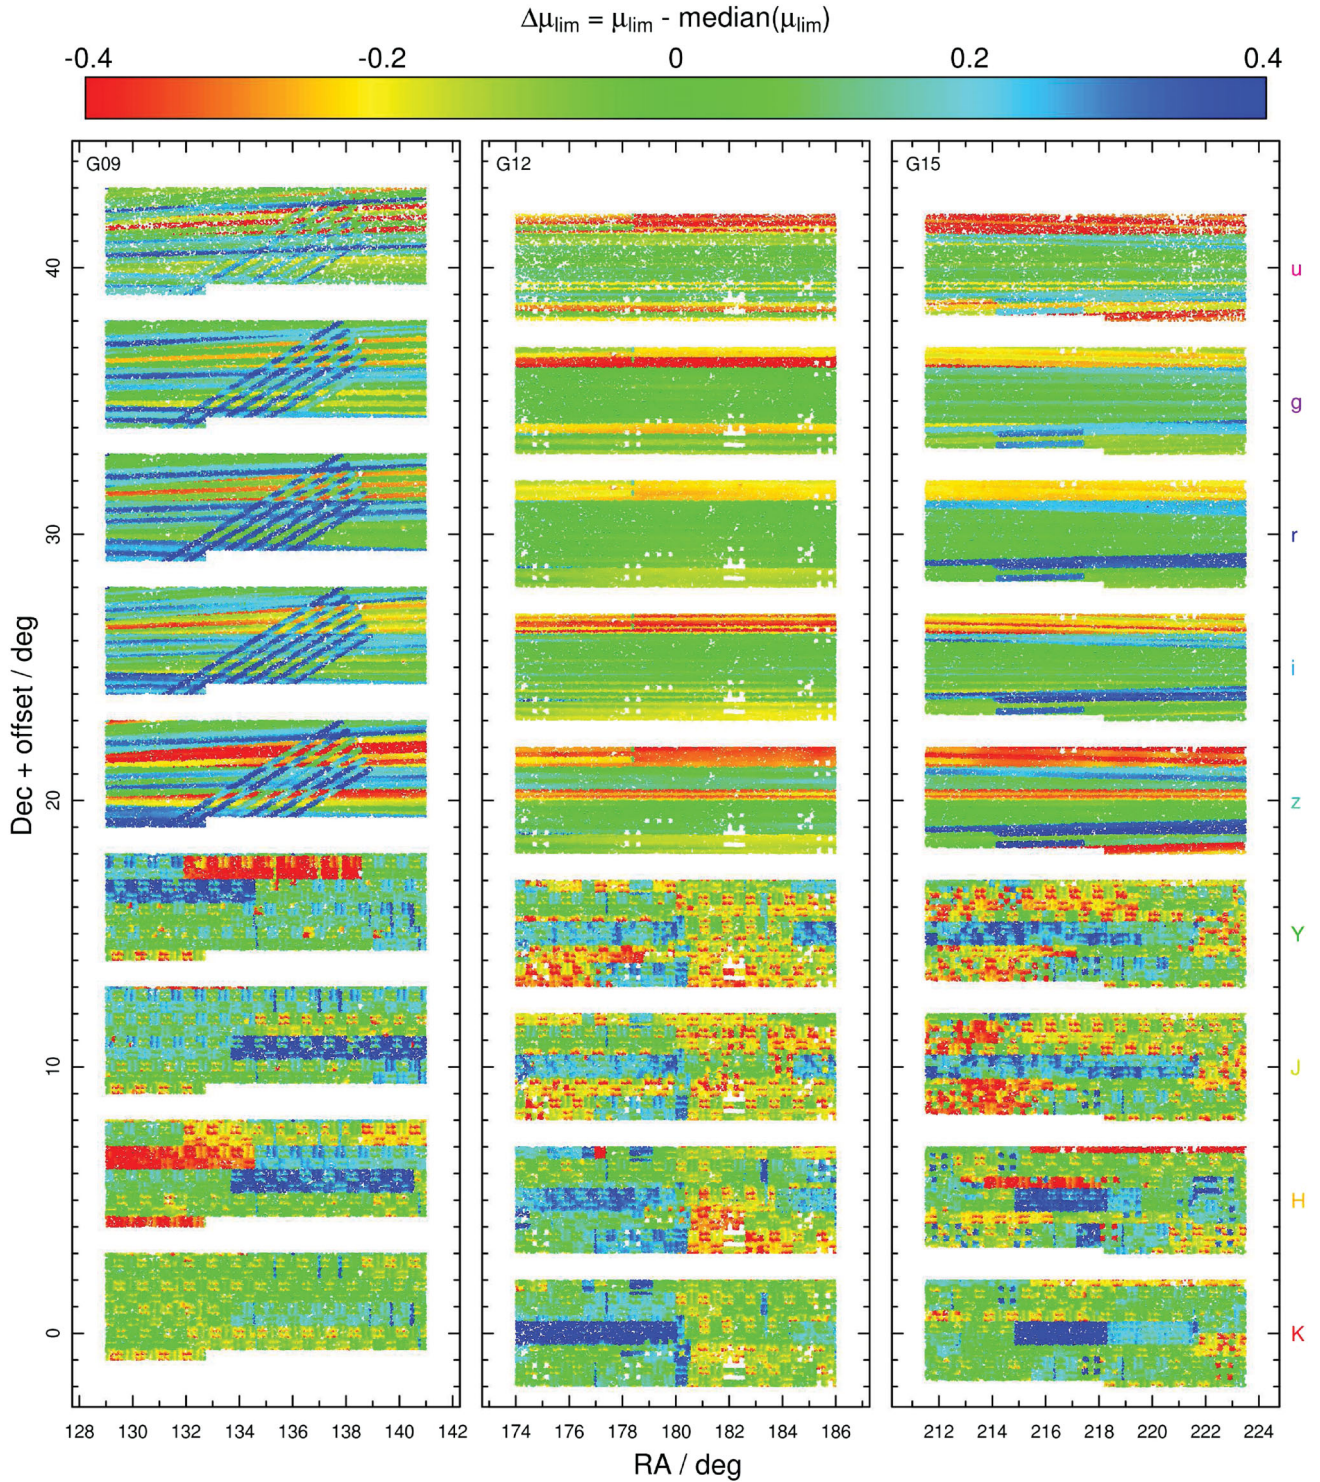 Δμlim = μlim - median(μlim)
-0.4 -0.2 0 0.2 0.4
G09 G12 G15
u
40
g
r
30
i
Dec + offset / deg
z
20
Y
J
10
H
K
0
128 130 132 134 136 138 140 142 174 176 178 180 182 184 186 212 214 216 218 220 222 224
RA / deg